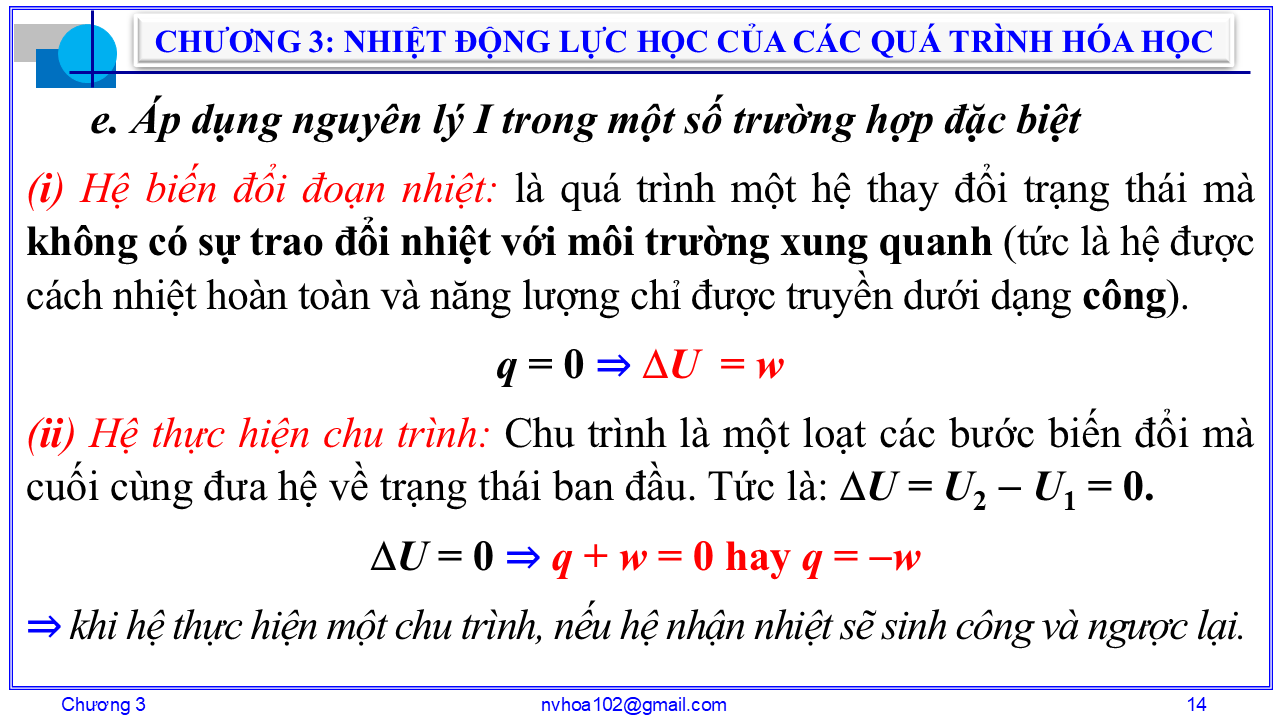 CHƯƠNG 3: NHIỆT ĐỘNG LỰC HỌC CỦA CÁC QUÁ TRÌNH HÓA HỌC
e. Áp dụng nguyên lý I trong một số trường hợp đặc biệt
(i) Hệ biến đổi đoạn nhiệt: là quá trình một hệ thay đổi trạng thái mà
không có sự trao đổi nhiệt với môi trường xung quanh (tức là hệ được
cách nhiệt hoàn toàn và năng lượng chỉ được truyền dưới dạng công).
q = 0 ⇒ ΔU = w
(ii) Hệ thực hiện chu trình: Chu trình là một loạt các bước biến đổi mà
cuối cùng đưa hệ về trạng thái ban đầu. Tức là: ΔU = U₂ − U₁ = 0.
ΔU = 0 ⇒ q + w = 0 hay q = −w
⇒ khi hệ thực hiện một chu trình, nếu hệ nhận nhiệt sẽ sinh công và ngược lại.
Chương 3 nvhoa102@gmail.com 14